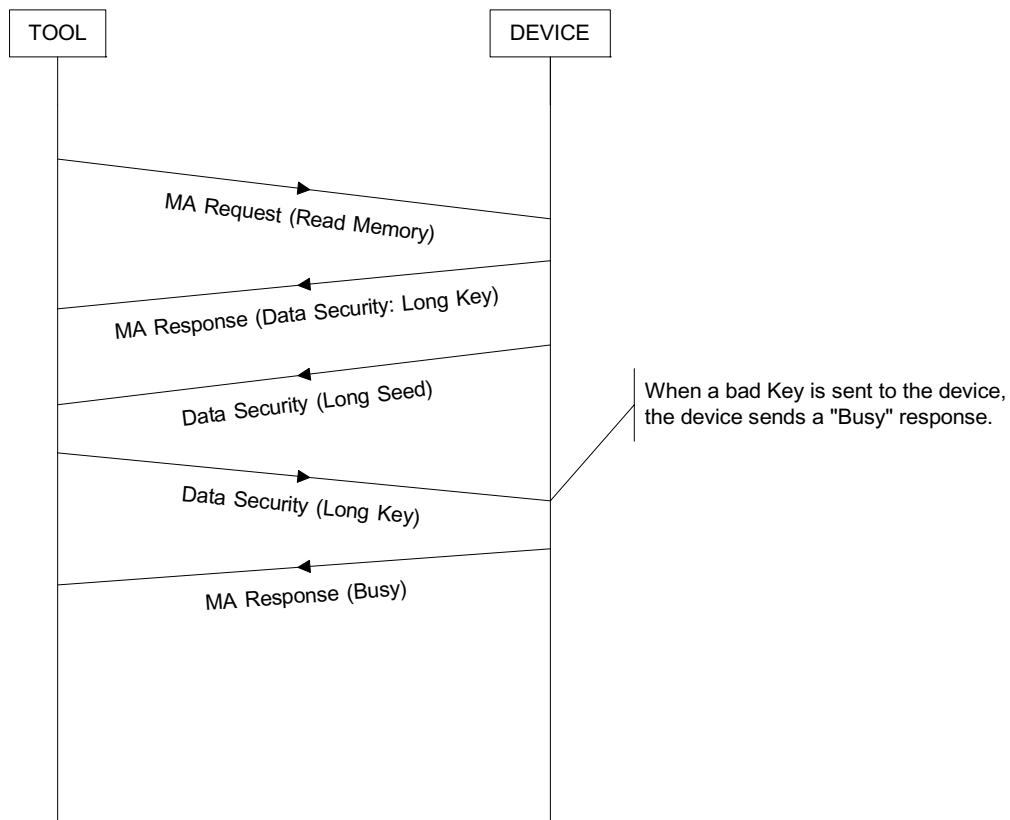 TOOL
DEVICE
MA Request (Read Memory)
MA Response (Data Security: Long Key)
Data Security (Long Seed)
When a bad Key is sent to the device,
the device sends a "Busy" response.
Data Security (Long Key)
MA Response (Busy)